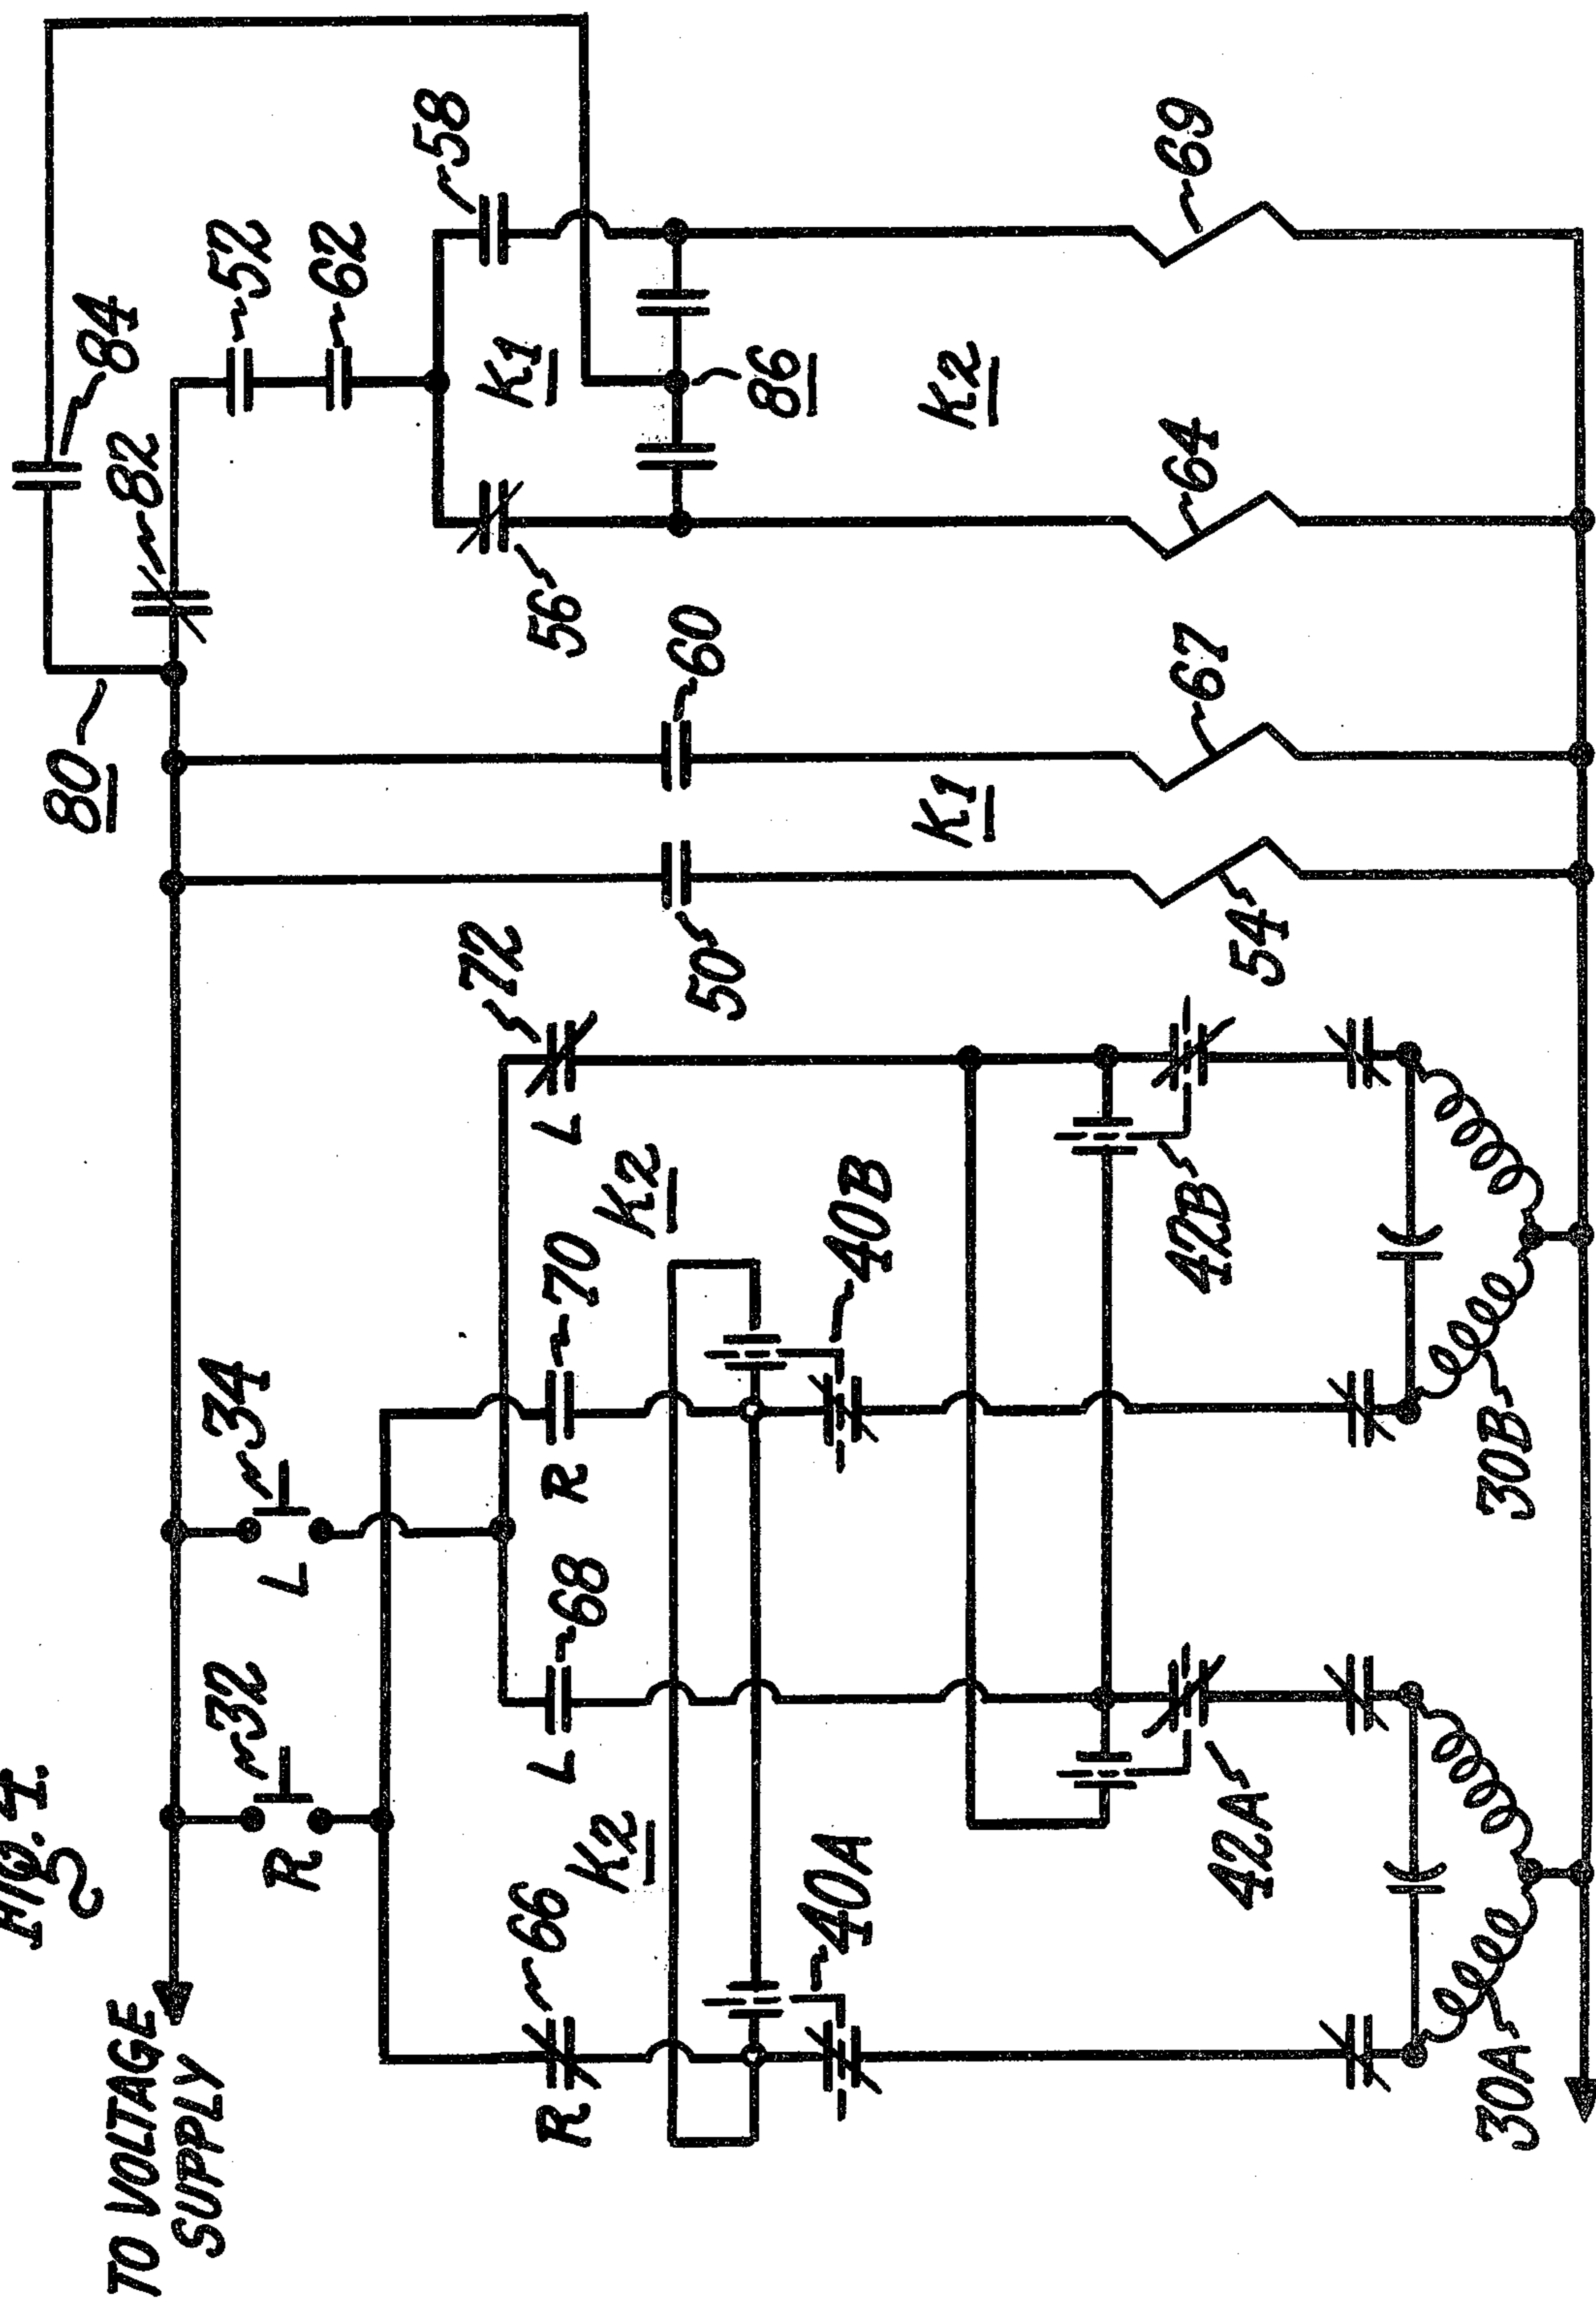 FIG. 4.
TO VOLTAGE
SUPPLY
80
84
82
52
62
58
K1
56
86
60
50
K1
67
54
K2
64
69
32
R
34
L
R
66
K2
L
68
R
70
K2
L
72
40A
40B
42A
42B
30A
30B